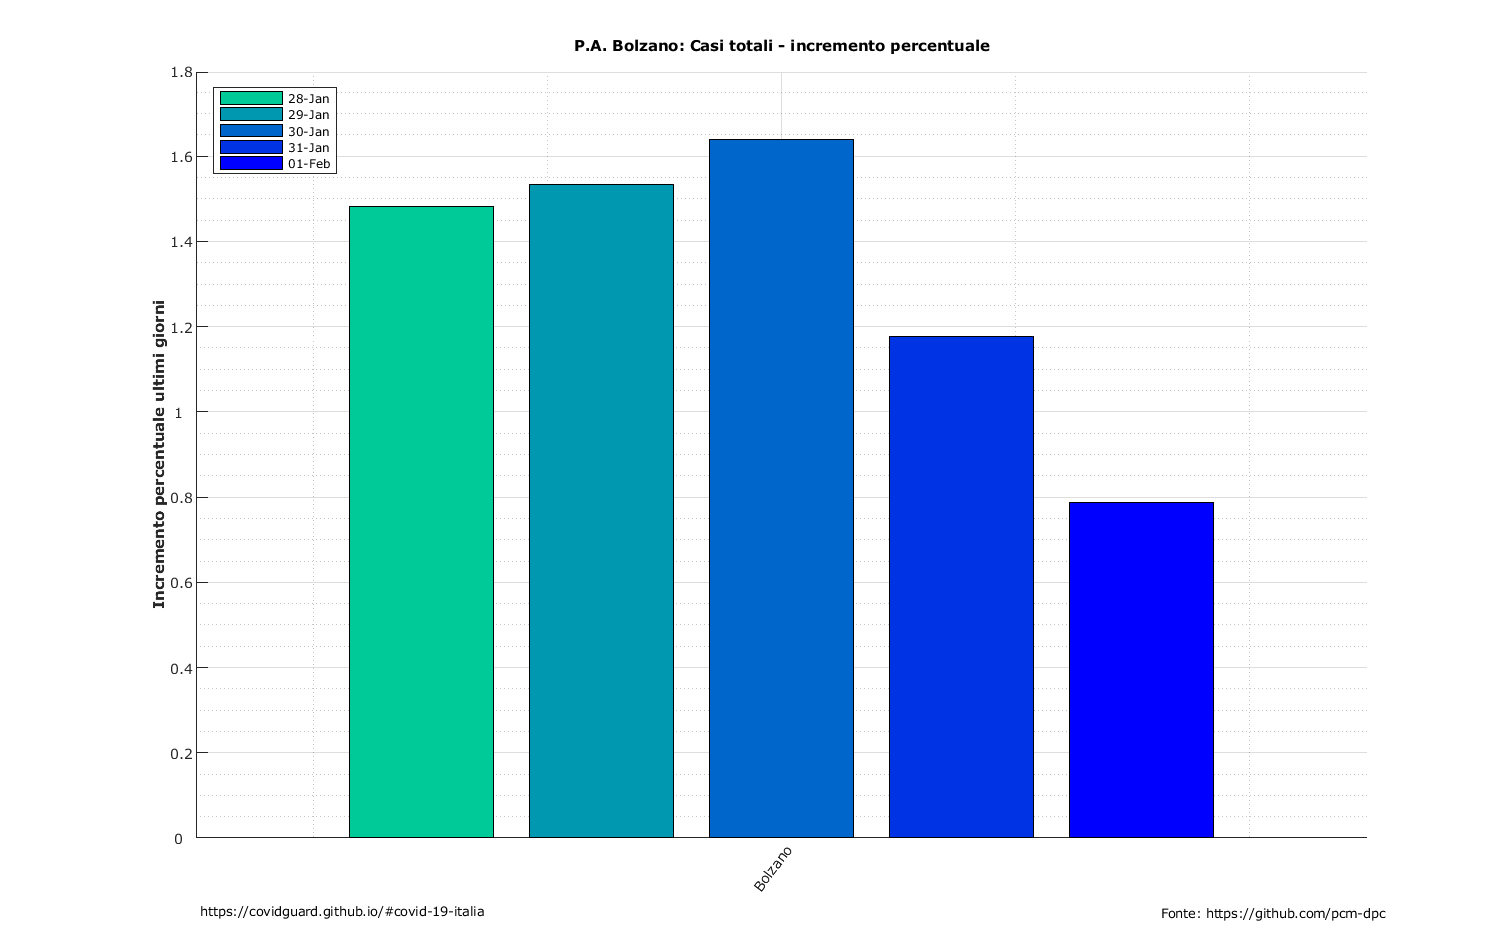 P.A. Bolzano: Casi totali - incremento percentuale
28-Jan
29-Jan
30-Jan
31-Jan
01-Feb
Incremento percentuale ultimi giorni
1.8
1.6
1.4
1.2
1
0.8
0.6
0.4
0.2
0
Bolzano
https://covidguard.github.io/#covid-19-italia
Fonte: https://github.com/pcm-dpc